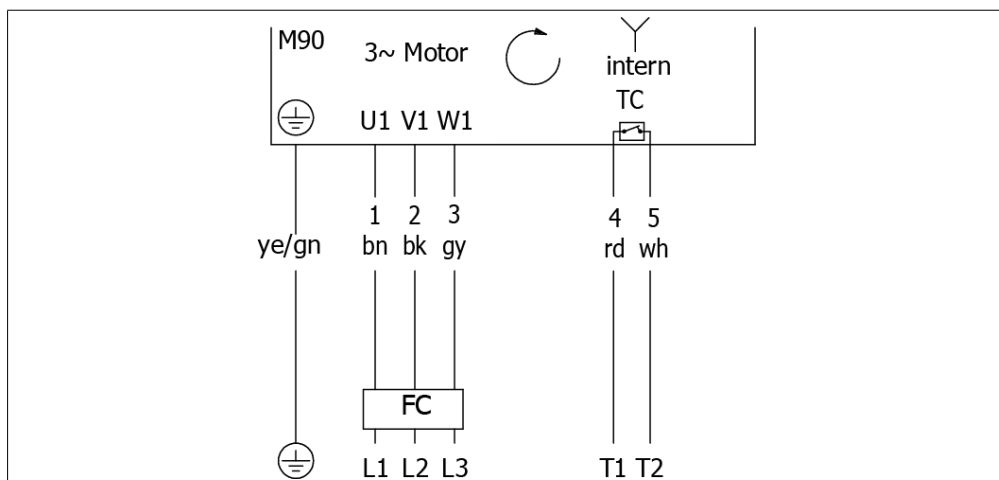 M90
3~ Motor
intern
TC
U1 V1 W1
1 2 3 4 5
ye/gn bn bk gy rd wh
FC
L1 L2 L3 T1 T2